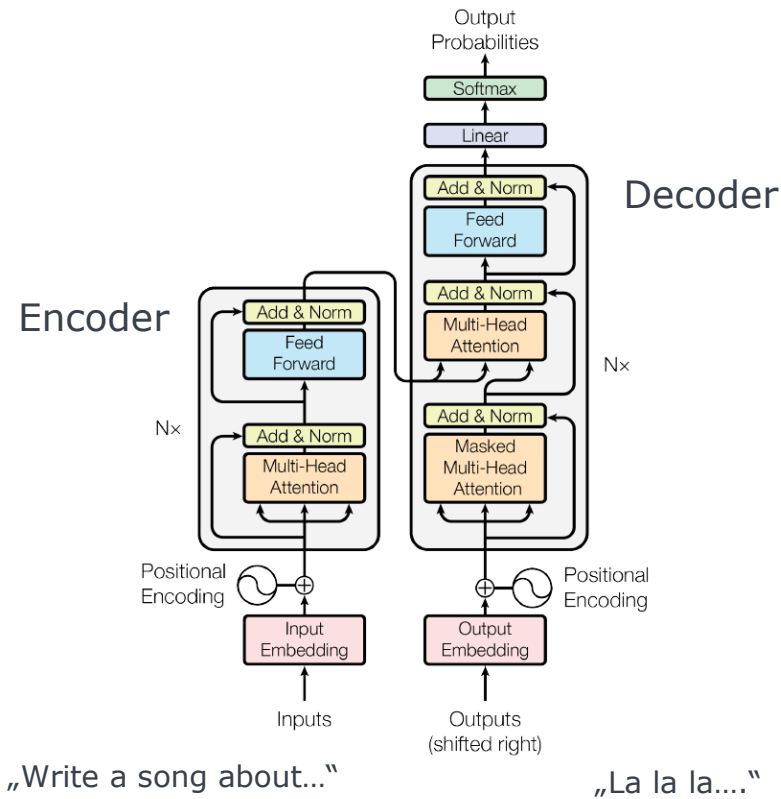 Output
Probabilities
Softmax
Linear
Decoder
Add & Norm
Feed
Forward
Add & Norm
Multi-Head
Attention
Nx
Add & Norm
Masked
Multi-Head
Attention
Encoder
Add & Norm
Feed
Forward
Nx
Add & Norm
Multi-Head
Attention
Positional
Encoding
Positional
Encoding
Input
Embedding
Output
Embedding
Inputs
Outputs
(shifted right)
„Write a song about…“
„La la la….“